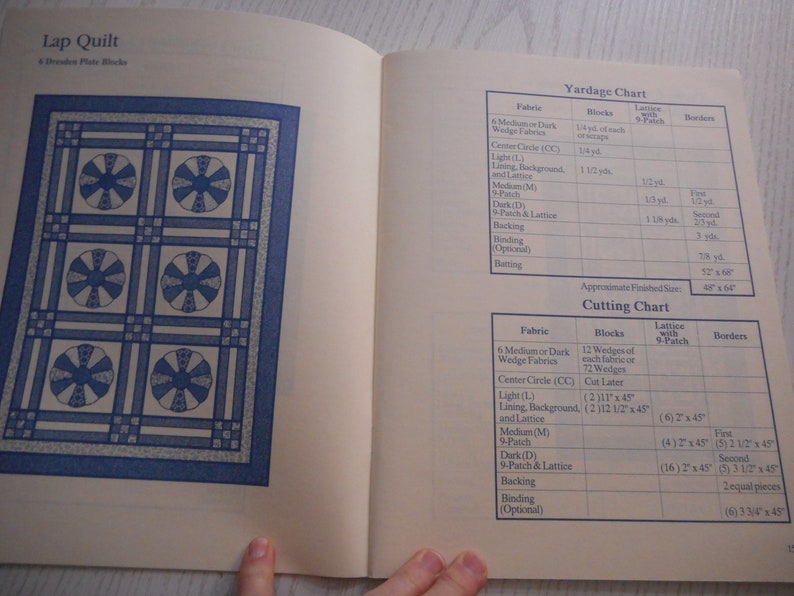 Lap Quilt
6 Dresden Plate Blocks
Yardage Chart
Fabric Blocks Lattice with 9-Patch Borders
6 Medium or Dark Wedge Fabrics 1/4 yd. of each or scraps
Center Circle (CC) 1/4 yd.
Light (L) Lining, Background, and Lattice 1 1/2 yds. 1/2 yd.
Medium (M) 9-Patch 1/3 yd. First 1/2 yd.
Dark (D) 9-Patch & Lattice 1 1/8 yds. Second 2/3 yd.
Backing 3 yds.
Binding (Optional) 7/8 yd.
Batting 52" x 68"
Approximate Finished Size: 48" x 64"
Cutting Chart
Fabric Blocks Lattice with 9-Patch Borders
6 Medium or Dark Wedge Fabrics 12 Wedges of each fabric or 72 Wedges
Center Circle (CC) Cut Later
Light (L) Lining, Background, and Lattice (2)11" x 45" (2)12 1/2" x 45" (6) 2" x 45"
Medium (M) 9-Patch (4) 2" x 45" First (5) 2 1/2" x 45"
Dark (D) 9-Patch & Lattice (16) 2" x 45" Second (5) 3 1/2" x 45"
Backing 2 equal pieces
Binding (Optional) (6) 3 3/4" x 45"